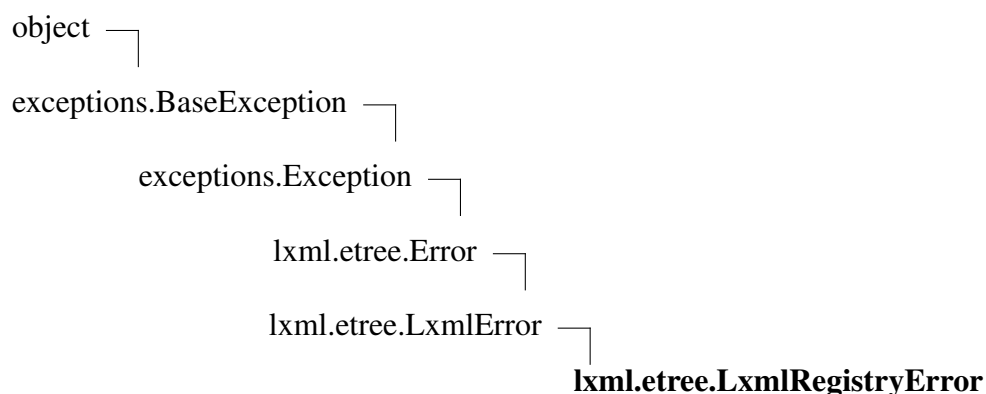 object
exceptions.BaseException
exceptions.Exception
lxml.etree.Error
lxml.etree.LxmlError
lxml.etree.LxmlRegistryError